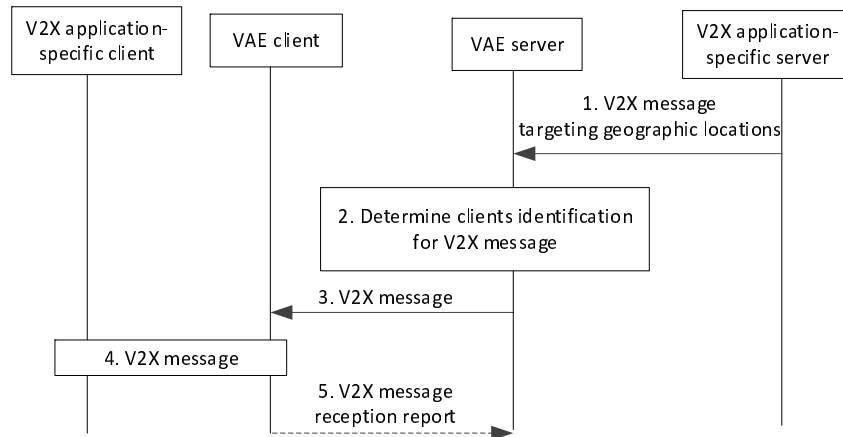 V2X application-
specific client
VAE client
VAE server
V2X application-
specific server
1. V2X message
targeting geographic locations
2. Determine clients identification
for V2X message
3. V2X message
4. V2X message
5. V2X message
reception report